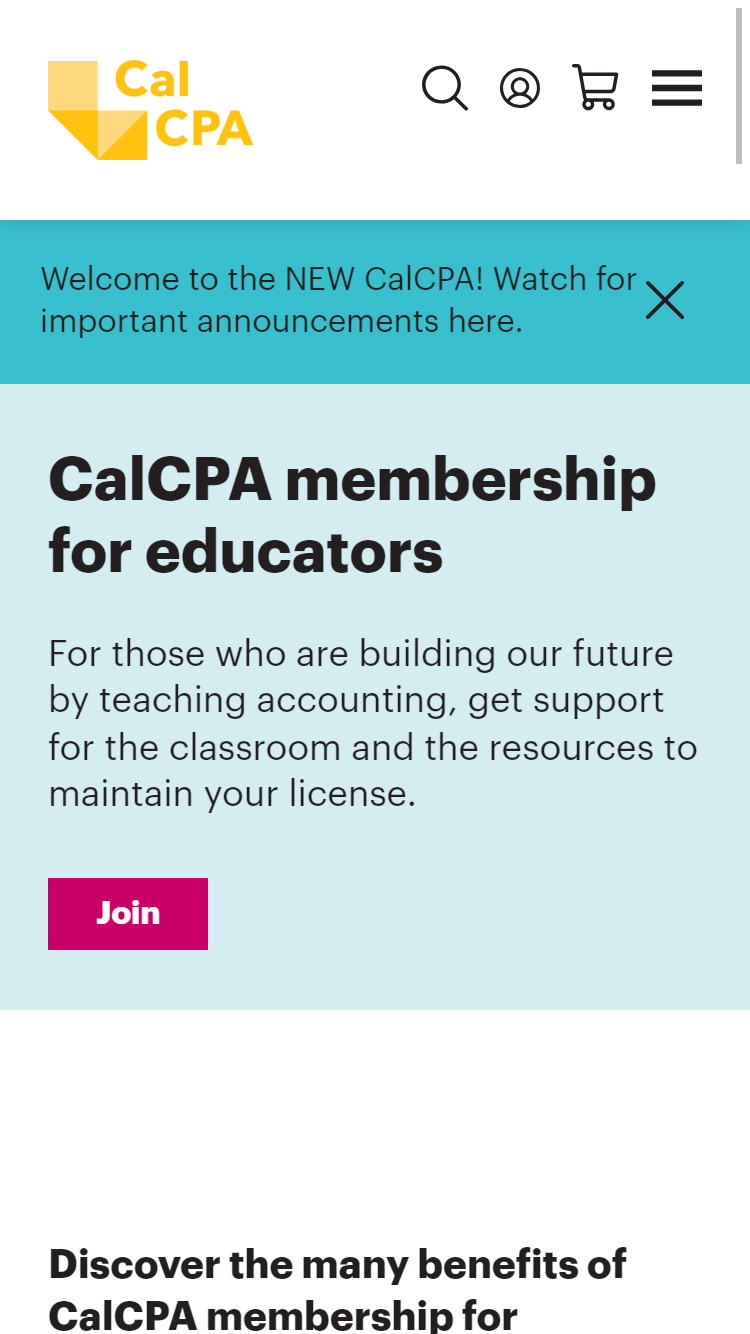 Cal
CPA
Welcome to the NEW CalCPA! Watch for
important announcements here.
CalCPA membership
for educators
For those who are building our future
by teaching accounting, get support
for the classroom and the resources to
maintain your license.
Join
Discover the many benefits of
CalCPA membership for